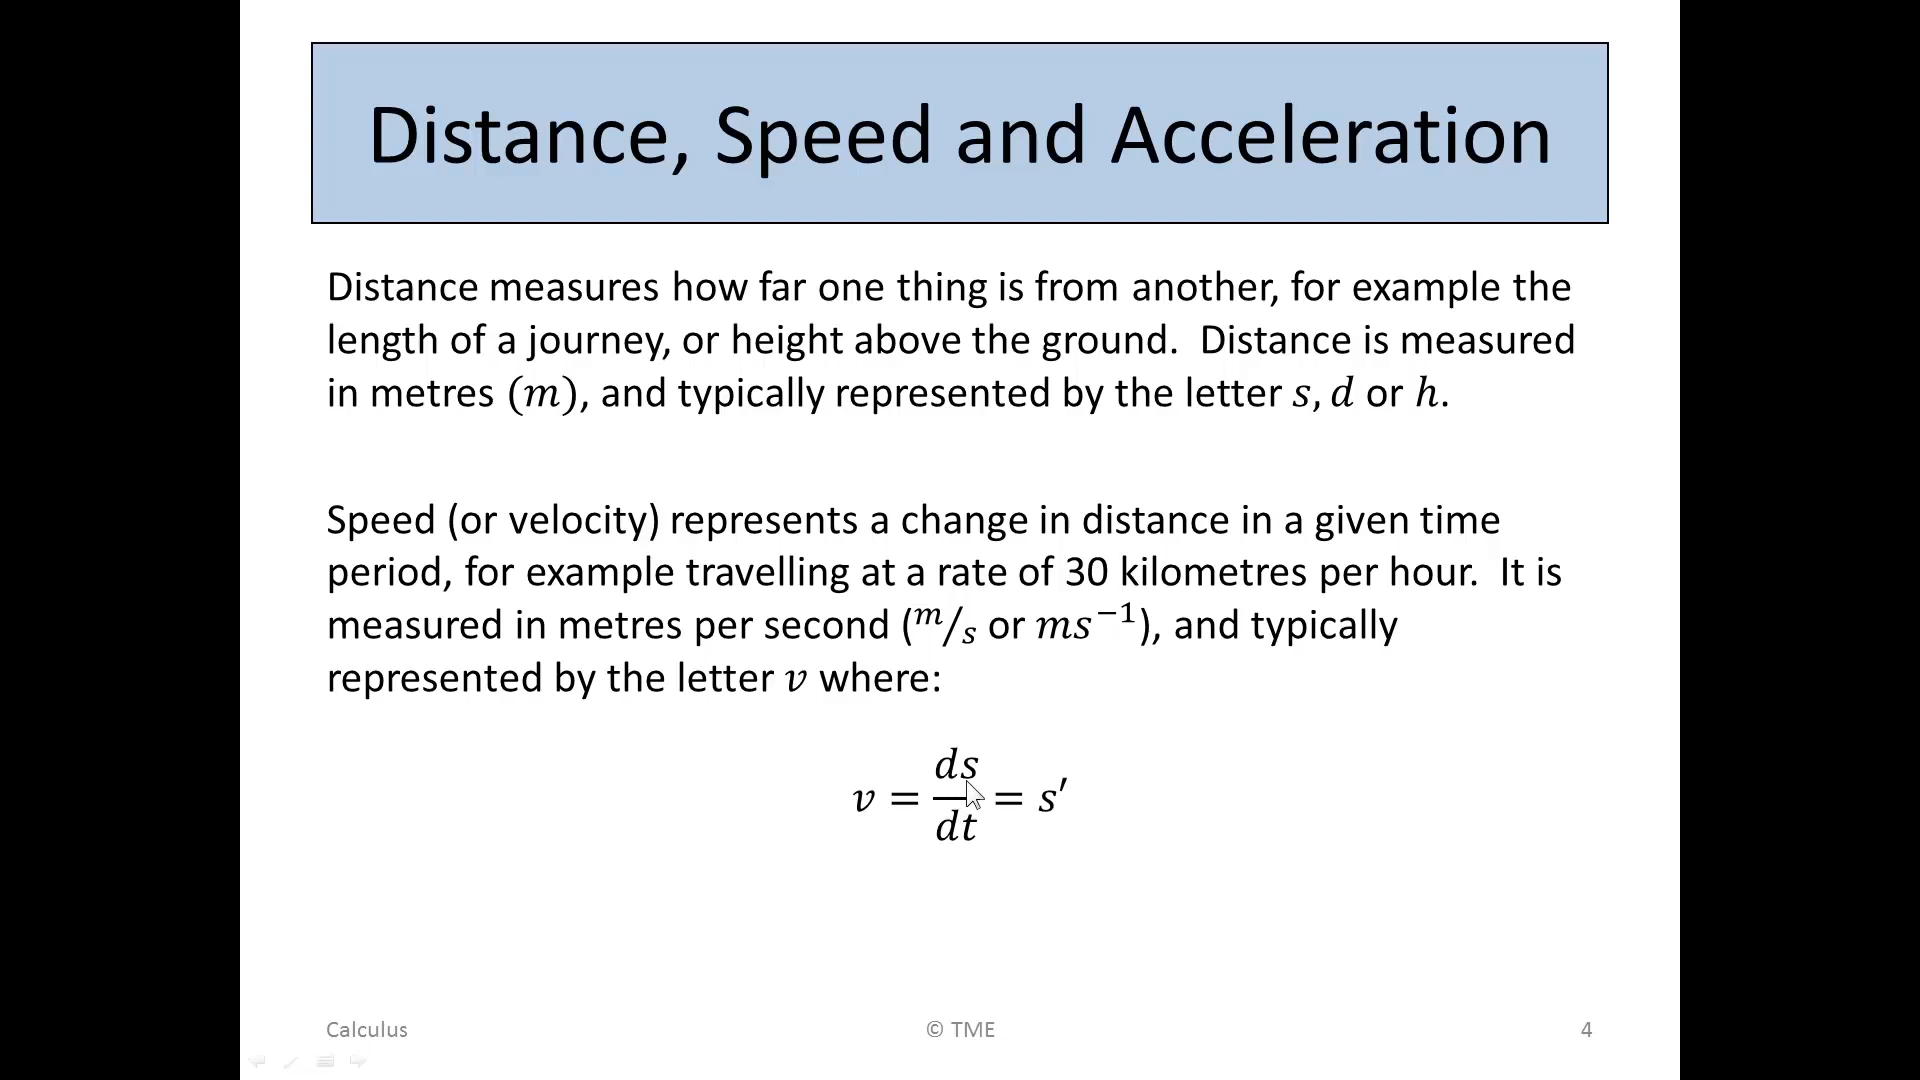 Distance, Speed and Acceleration
Distance measures how far one thing is from another, for example the
length of a journey, or height above the ground.  Distance is measured
in metres (m), and typically represented by the letter s, d or h.
Speed (or velocity) represents a change in distance in a given time
period, for example travelling at a rate of 30 kilometres per hour.  It is
measured in metres per second (m/s or ms⁻¹), and typically
represented by the letter v where:
v = ds/dt = s′
Calculus © TME 4